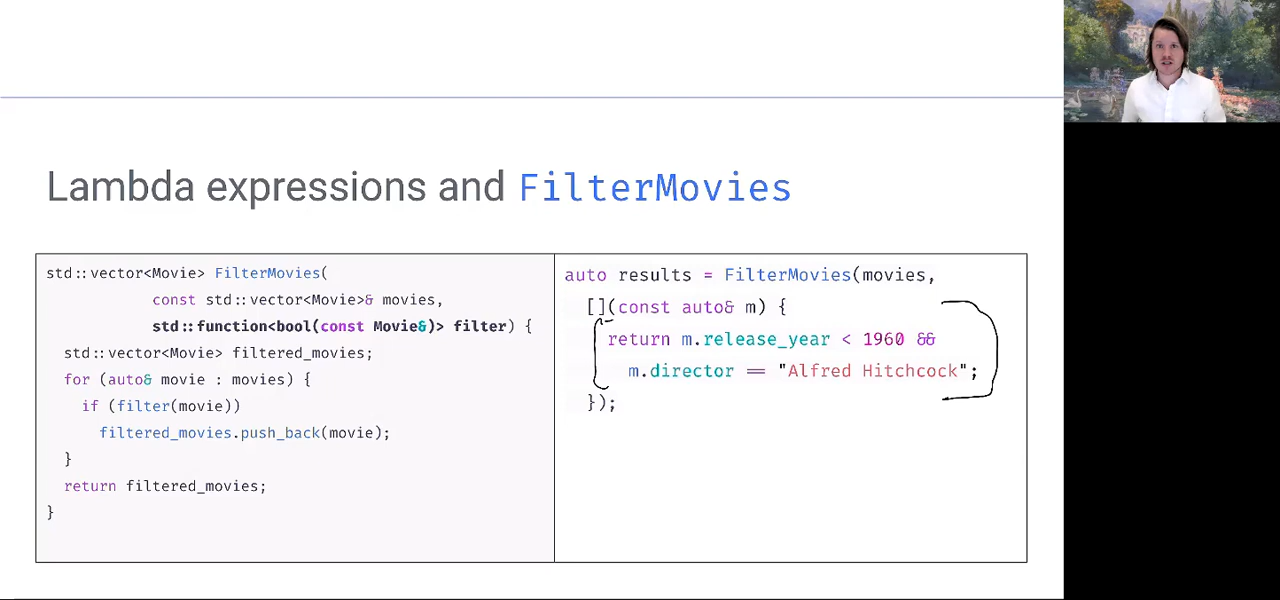 Lambda expressions and FilterMovies
std::vector<Movie> FilterMovies(
const std::vector<Movie>& movies,
std::function<bool(const Movie&)> filter) {
std::vector<Movie> filtered_movies;
for (auto& movie : movies) {
if (filter(movie))
filtered_movies.push_back(movie);
}
return filtered_movies;
}
auto results = FilterMovies(movies,
[](const auto& m) {
return m.release_year < 1960 &&
m.director == "Alfred Hitchcock";
});